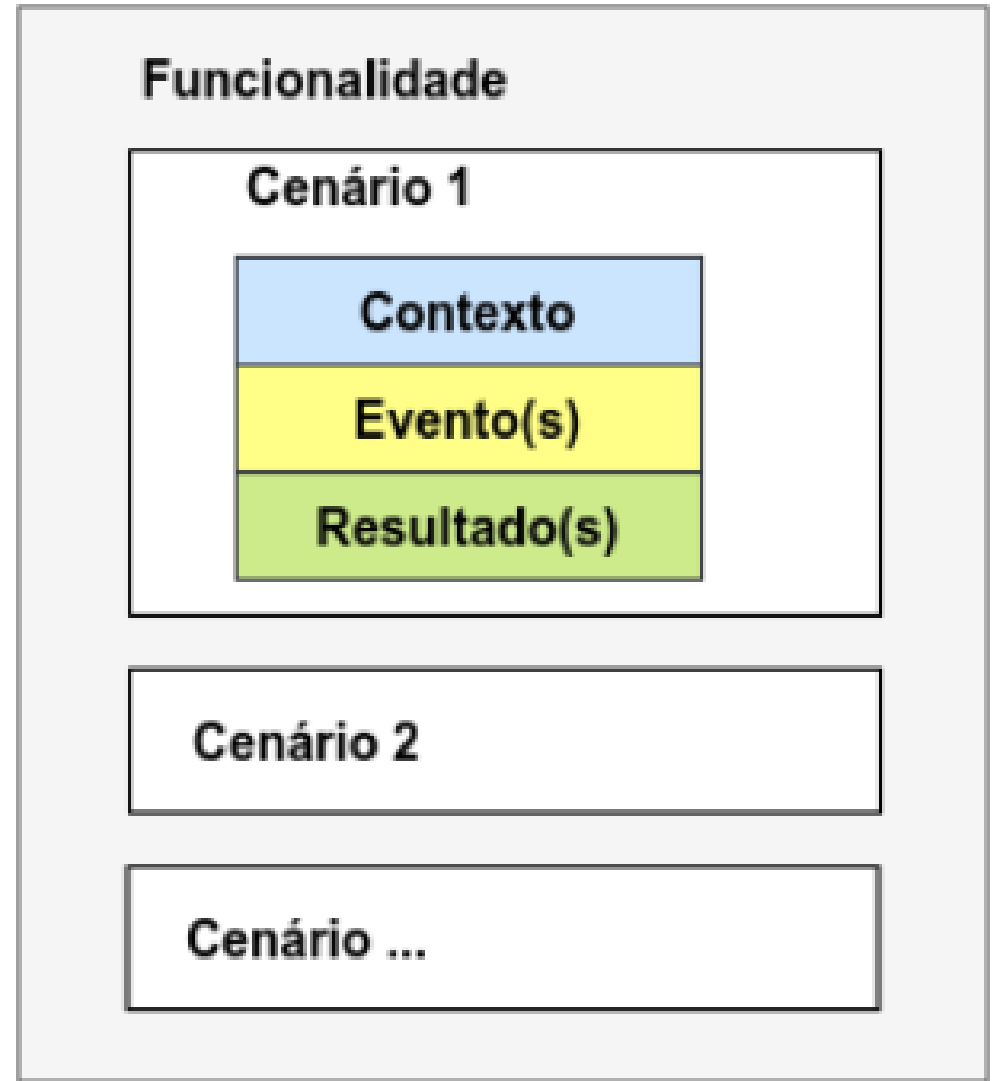 Funcionalidade
Cenário 1
Contexto
Evento(s)
Resultado(s)
Cenário 2
Cenário ...